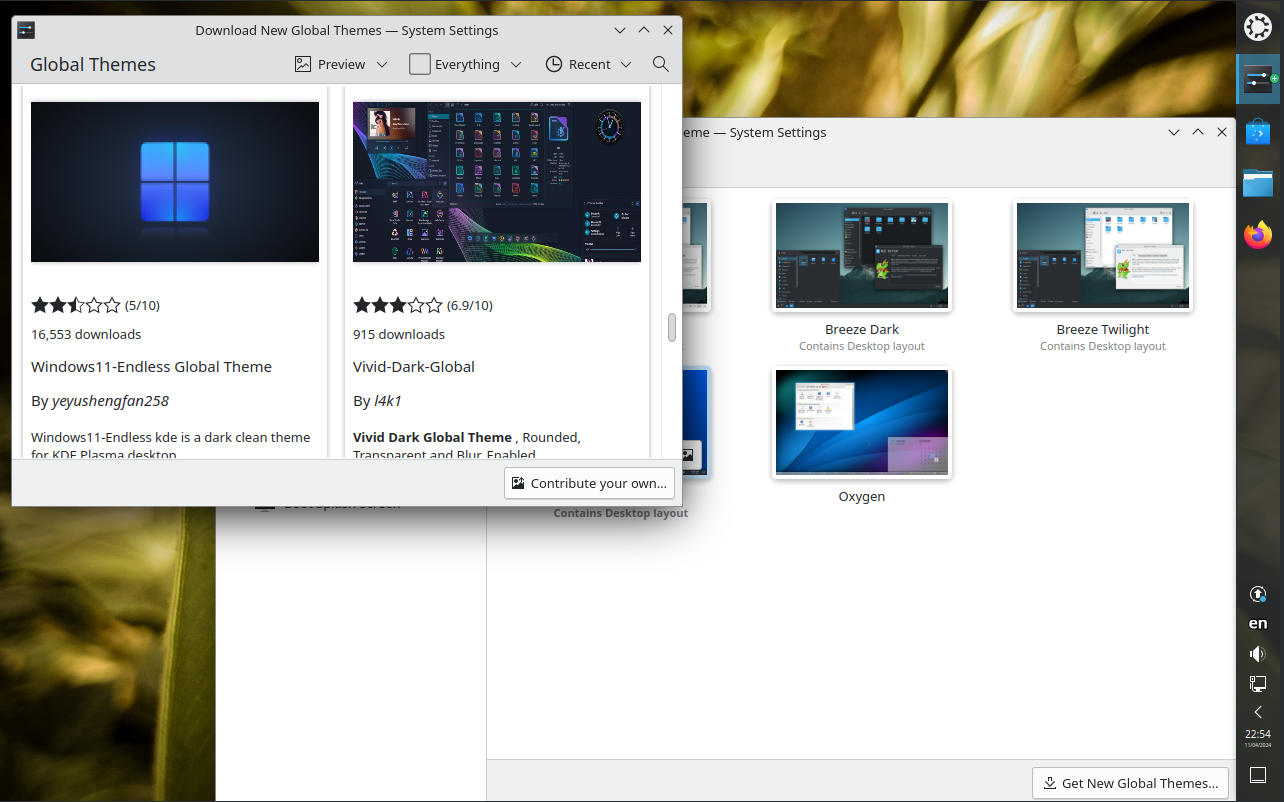 Download New Global Themes — System Settings
Global Themes
Preview
Everything
Recent
(5/10)
16,553 downloads
Windows11-Endless Global Theme
By yeyushengfan258
Windows11-Endless kde is a dark clean theme
for KDE Plasma desktop
(6.9/10)
915 downloads
Vivid-Dark-Global
By l4k1
Vivid Dark Global Theme , Rounded,
Transparent and Blur Enabled
Contribute your own...
eme — System Settings
Breeze Dark
Contains Desktop layout
Breeze Twilight
Contains Desktop layout
Oxygen
Contains Desktop layout
Boot Splash Screen
Get New Global Themes...
en
22:54
11/04/2024